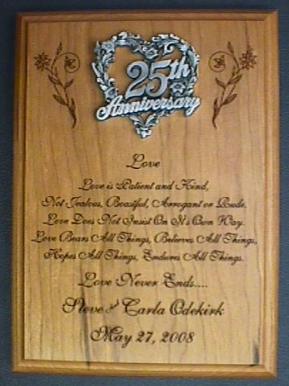 25th
Anniversary
Love
Love is Patient and Kind,
Not Jealous, Boastful, Arrogant or Rude.
Love Does Not Insist On It's Own Way.
Love Bears All Things, Believes All Things,
Hopes All Things, Endures All Things.
Love Never Ends....
Steve and Carla Odekirk
May 27, 2008